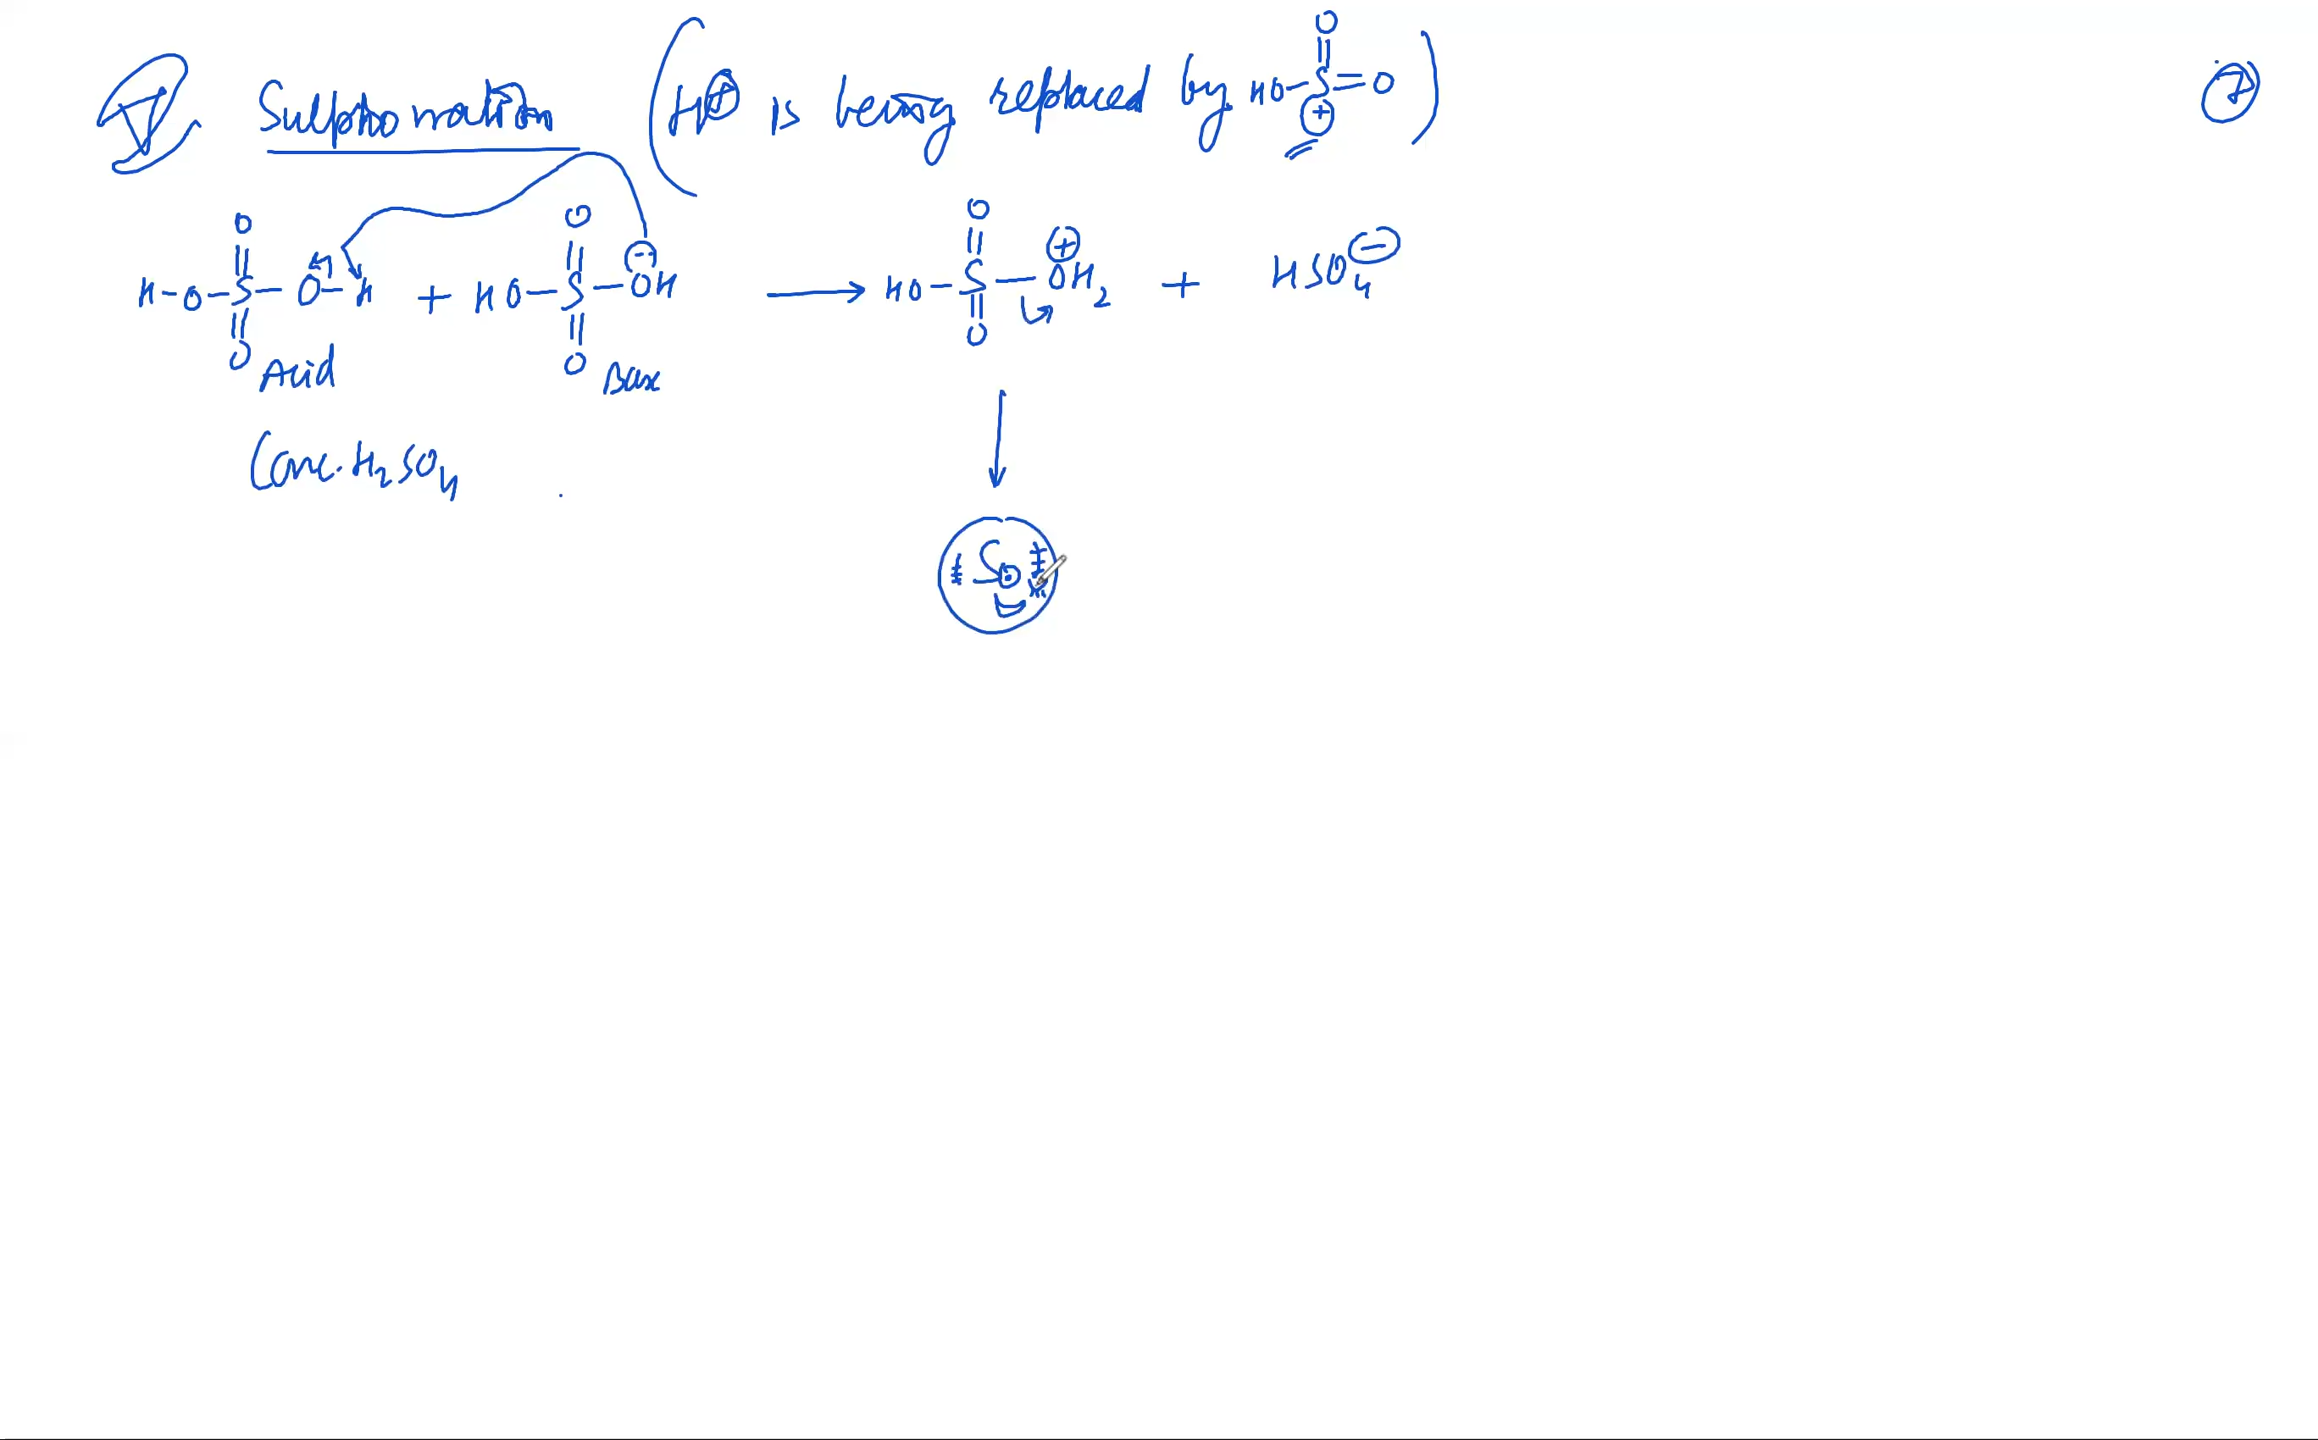 V Sulphonation (H⊕ is being replaced by HO-S=O ⊕ O) 7
O O O ⊕ ⊖
H-O-S-O-H + HO-S-OH → HO-S-OH2 + HSO4
O O O
Acid Base
Conc. H2SO4